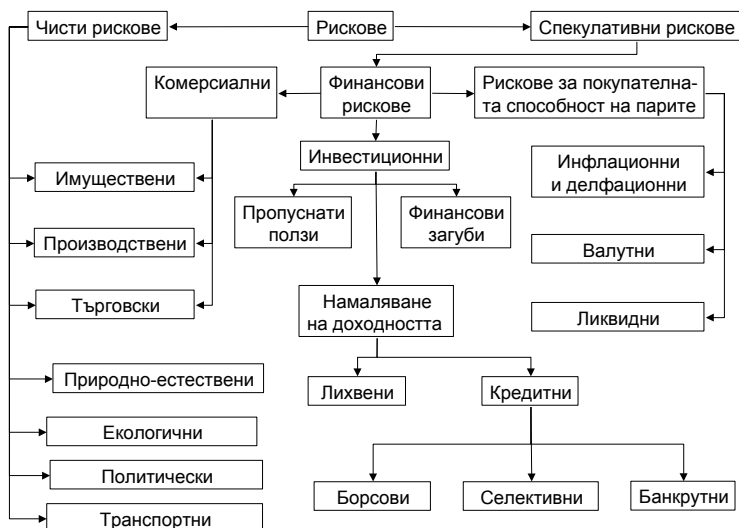 Чисти рискове
Рискове
Спекулативни рискове
Комерсиални
Финансови
рискове
Рискове за покупателна-
та способност на парите
Инвестиционни
Имуществени
Инфлационни
и делфационни
Пропуснати
ползи
Финансови
загуби
Производствени
Валутни
Търговски
Намаляване
на доходността
Ликвидни
Природно-естествени
Лихвени
Кредитни
Екологични
Политически
Борсови
Селективни
Банкрутни
Транспортни